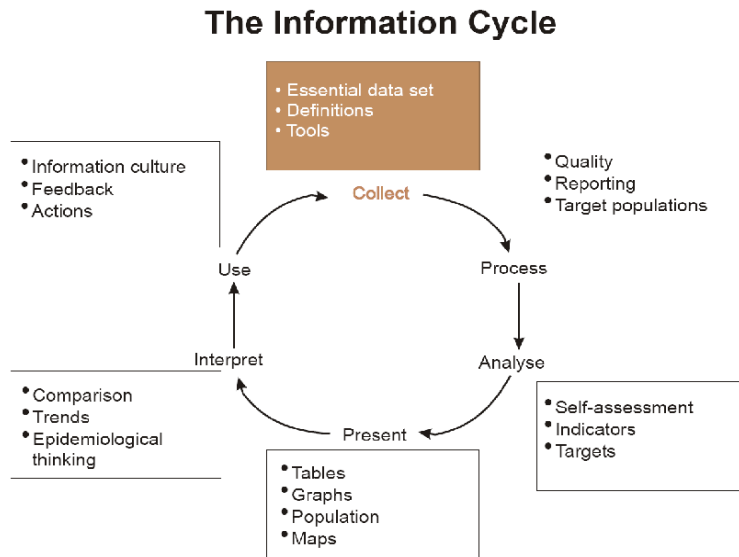 The Information Cycle
• Essential data set
• Definitions
• Tools
Collect
• Information culture
• Feedback
• Actions
• Quality
• Reporting
• Target populations
Use
Process
Interpret
Analyse
• Comparison
• Trends
• Epidemiological
thinking
Present
• Self-assessment
• Indicators
• Targets
• Tables
• Graphs
• Population
• Maps